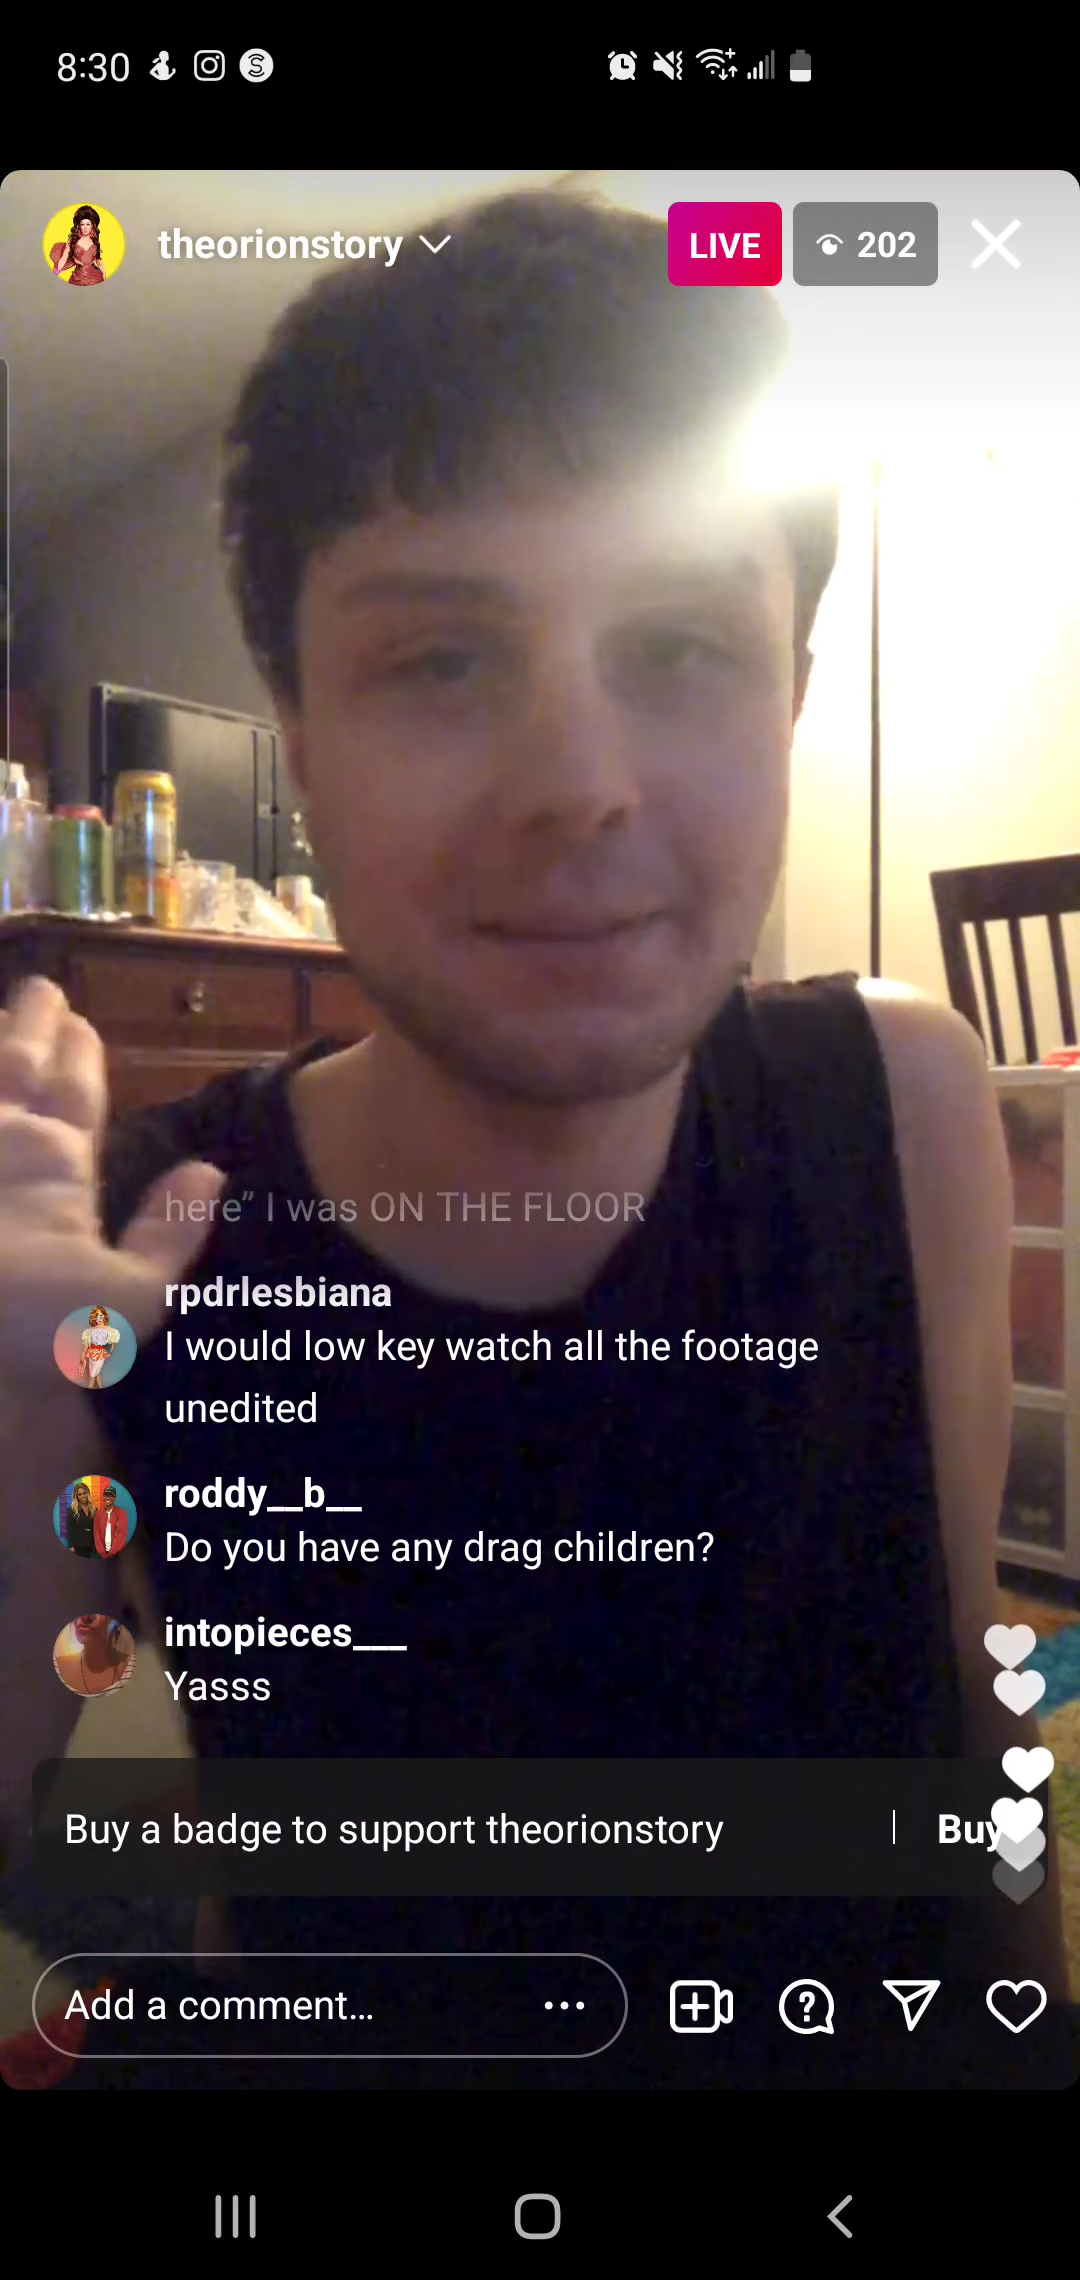 8:30
theorionstory
LIVE
202
here” I was ON THE FLOOR
rpdrlesbiana
I would low key watch all the footage
unedited
roddy__b__
Do you have any drag children?
intopieces___
Yasss
Buy a badge to support theorionstory
Buy
Add a comment...